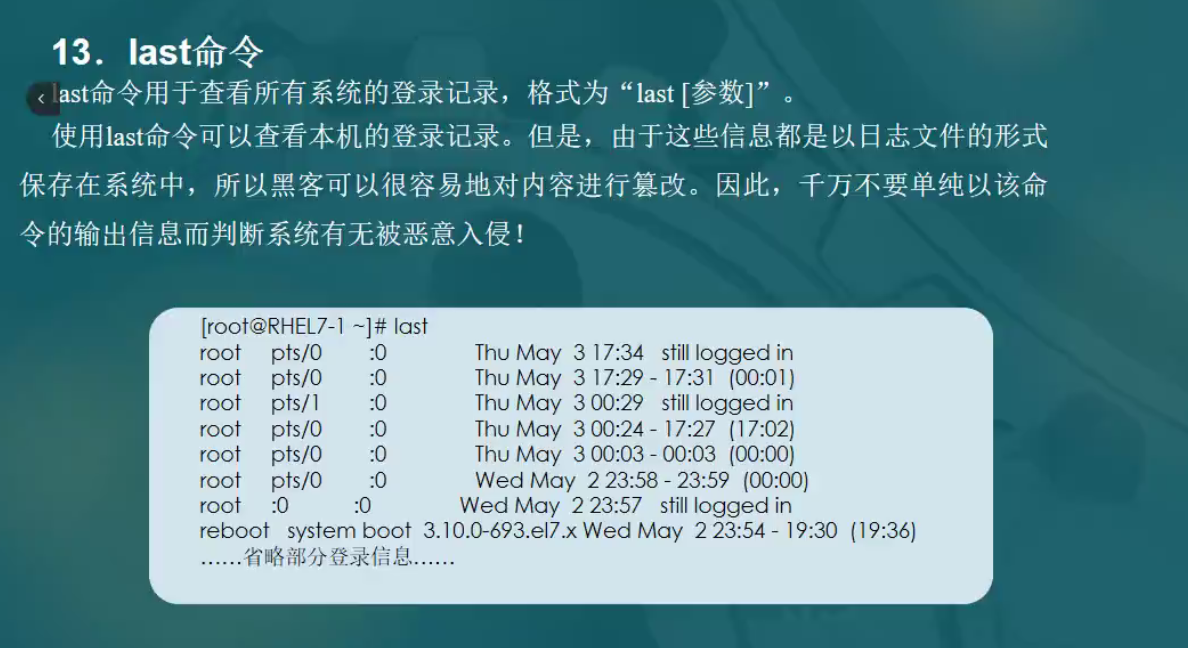 13．last命令
last命令用于查看所有系统的登录记录，格式为“last [参数]”。
使用last命令可以查看本机的登录记录。但是，由于这些信息都是以日志文件的形式
保存在系统中，所以黑客可以很容易地对内容进行篡改。因此，千万不要单纯以该命
令的输出信息而判断系统有无被恶意入侵！
[root@RHEL7-1 ~]# last
root pts/0 :0 Thu May 3 17:34 still logged in
root pts/0 :0 Thu May 3 17:29 - 17:31 (00:01)
root pts/1 :0 Thu May 3 00:29 still logged in
root pts/0 :0 Thu May 3 00:24 - 17:27 (17:02)
root pts/0 :0 Thu May 3 00:03 - 00:03 (00:00)
root pts/0 :0 Wed May 2 23:58 - 23:59 (00:00)
root :0 :0 Wed May 2 23:57 still logged in
reboot system boot 3.10.0-693.el7.x Wed May 2 23:54 - 19:30 (19:36)
……省略部分登录信息……